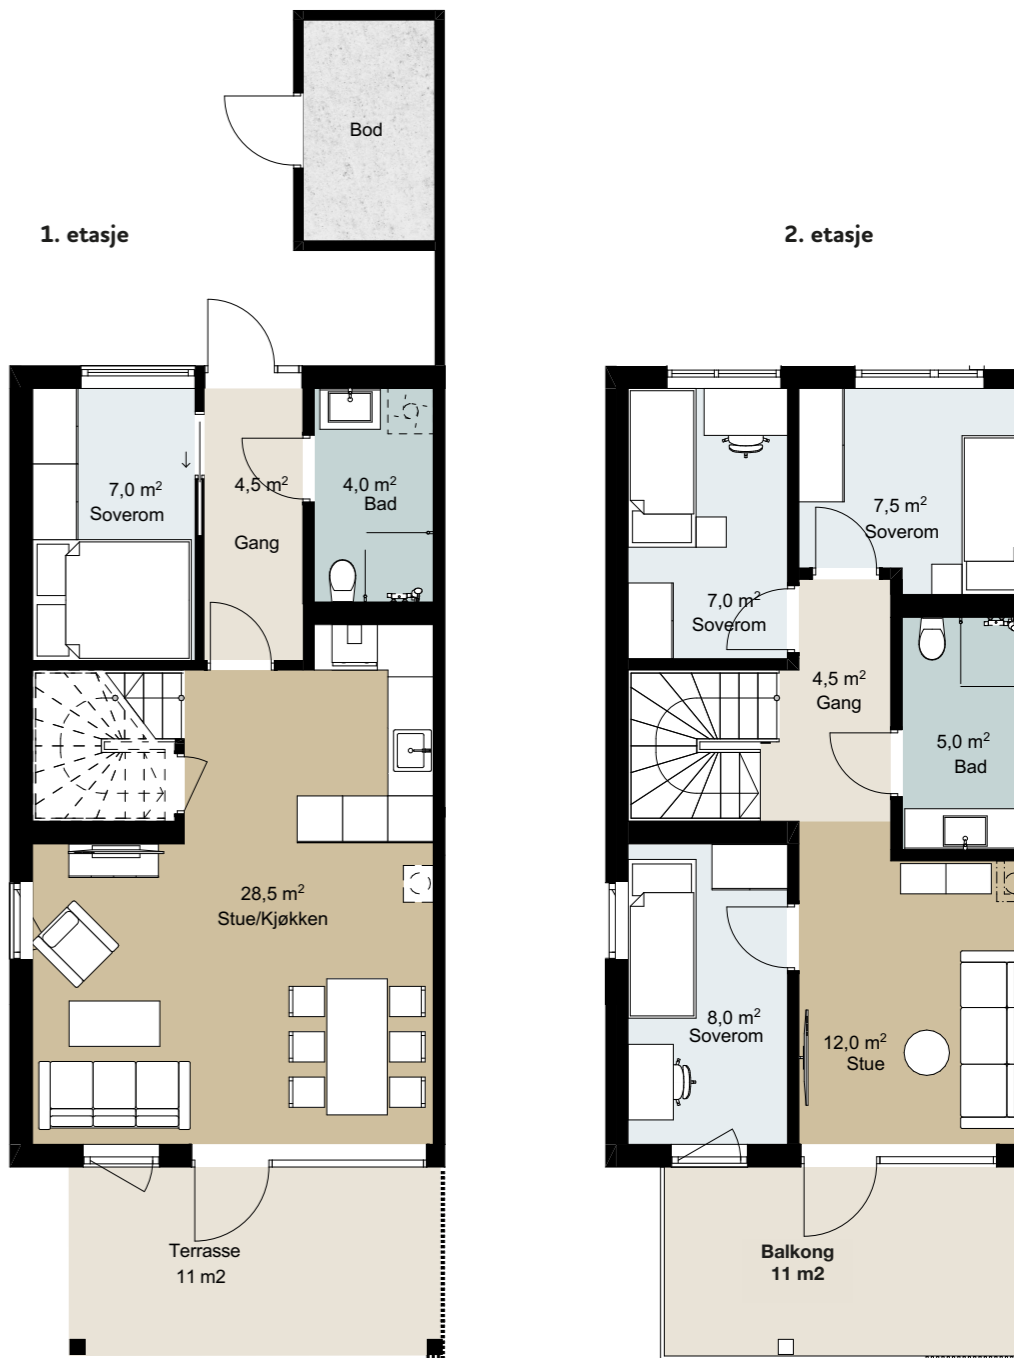 Bod
1. etasje
7,0 m²
Soverom
4,5 m²
Gang
4,0 m²
Bad
28,5 m²
Stue/Kjøkken
Terrasse
11 m2
2. etasje
7,5 m²
Soverom
7,0 m²
Soverom
4,5 m²
Gang
5,0 m²
Bad
8,0 m²
Soverom
12,0 m²
Stue
Balkong
11 m2